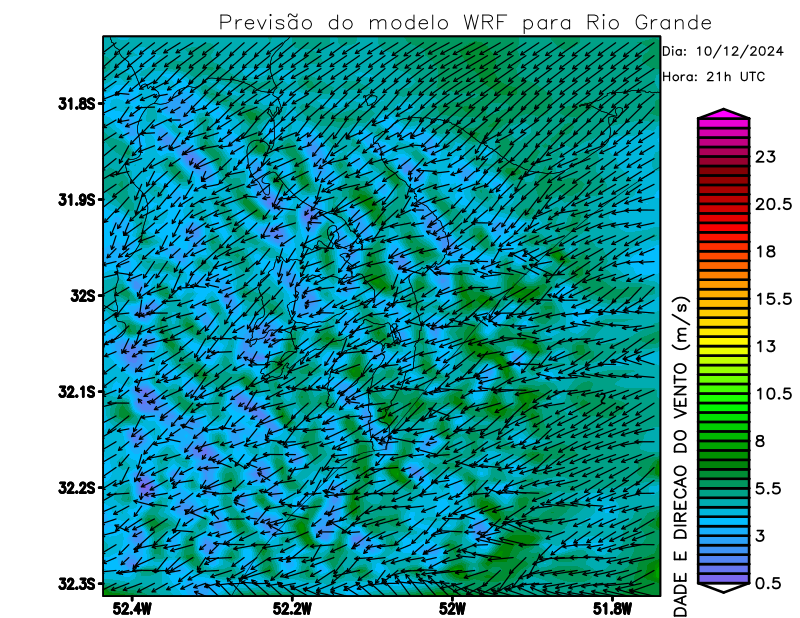 Previsão do modelo WRF para Rio Grande
Dia: 10/12/2024
Hora: 21h UTC
31.8S
31.9S
32S
32.1S
32.2S
32.3S
52.4W
52.2W
52W
51.8W
23
20.5
18
15.5
13
10.5
8
5.5
3
0.5
DADE E DIRECAO DO VENTO (m/s)